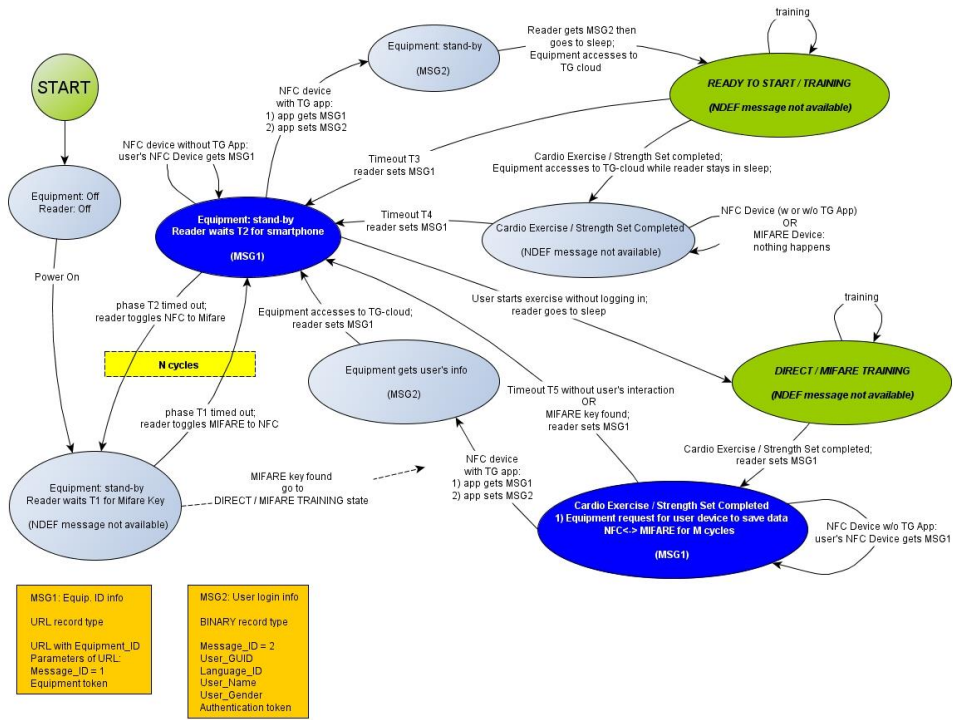 training
Equipment: stand-by
(MSG2)
Reader gets MSG2 then
goes to sleep;
Equipment accesses to
TG cloud
START
READY TO START / TRAINING
(NDEF message not available)
NFC device
with TG app:
1) app gets MSG1
2) app sets MSG2
NFC device without TG App:
user's NFC Device gets MSG1
Timeout T3
reader sets MSG1
Cardio Exercise / Strength Set completed;
Equipment accesses to TG-cloud while reader stays in sleep;
Equipment: Off
Reader: Off
Equipment: stand-by
Reader waits T2 for smartphone
(MSG1)
Timeout T4
reader sets MSG1
Cardio Exercise / Strength Set Completed
(NDEF message not available)
NFC Device (w or w/o TG App)
OR
MIFARE Device:
nothing happens
Power On
phase T2 timed out;
reader toggles NFC to Mifare
Equipment accesses to TG-cloud;
reader sets MSG1
User starts exercise without logging in;
reader goes to sleep
training
N cycles
Equipment gets user's info
(MSG2)
DIRECT / MIFARE TRAINING
(NDEF message not available)
Timeout T5 without user's interaction
OR
MIFARE key found;
reader sets MSG1
phase T1 timed out;
reader toggles MIFARE to NFC
Cardio Exercise / Strength Set completed;
reader sets MSG1
NFC device
with TG app:
1) app gets MSG1
2) app sets MSG2
MIFARE key found
go to
DIRECT / MIFARE TRAINING state
Equipment: stand-by
Reader waits T1 for Mifare Key
(NDEF message not available)
Cardio Exercise / Strength Set Completed
1) Equipment request for user device to save data
NFC<-> MIFARE for M cycles
(MSG1)
NFC Device w/o TG App:
user's NFC Device gets MSG1
MSG1: Equip. ID info
URL record type
URL with Equipment_ID
Parameters of URL:
Message_ID = 1
Equipment token
MSG2: User login info
BINARY record type
Message_ID = 2
User_GUID
Language_ID
User_Name
User_Gender
Authentication token